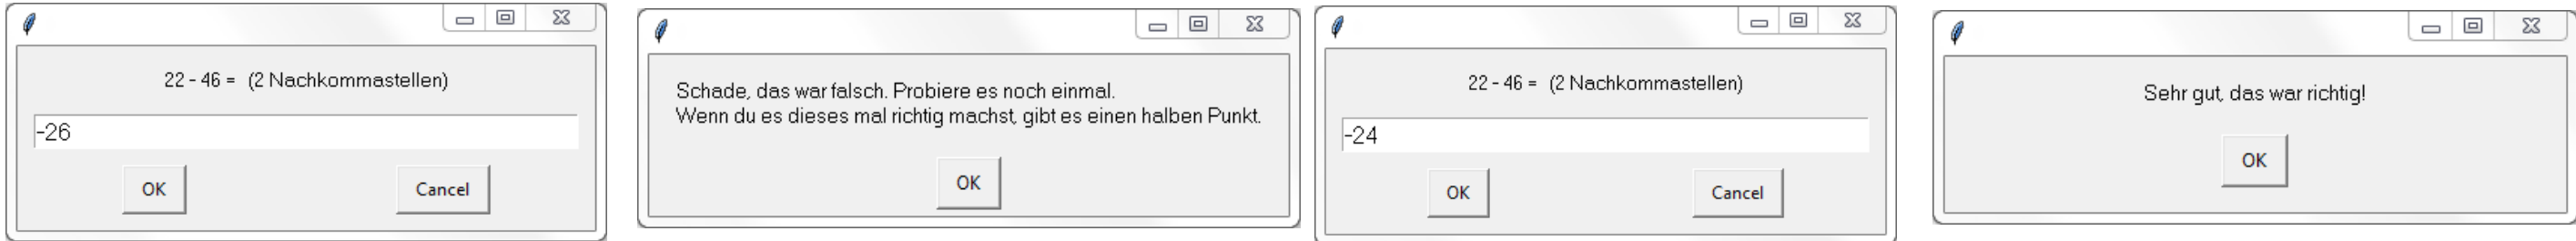 22 - 46 = (2 Nachkommastellen)
-26
OK Cancel
Schade, das war falsch. Probiere es noch einmal.
Wenn du es dieses mal richtig machst, gibt es einen halben Punkt.
OK
22 - 46 = (2 Nachkommastellen)
-24
OK Cancel
Sehr gut, das war richtig!
OK